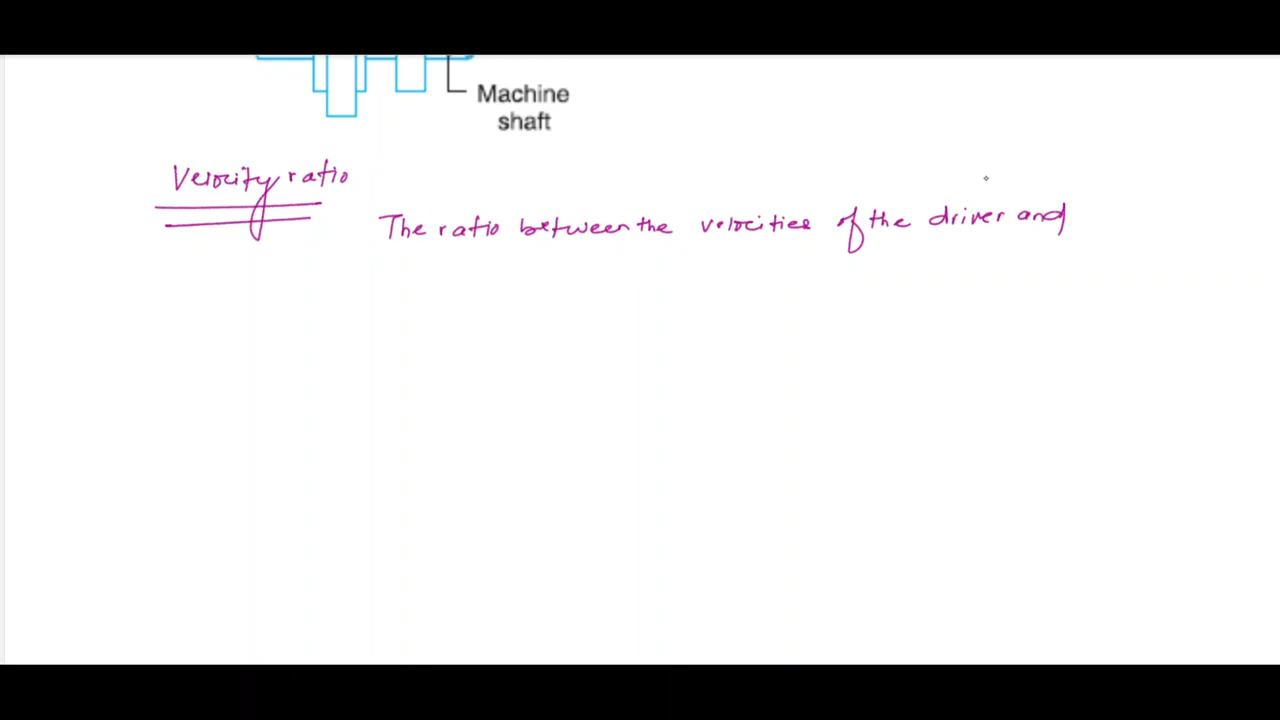 Machine
shaft
Velocity ratio
The ratio between the velocities of the driver and